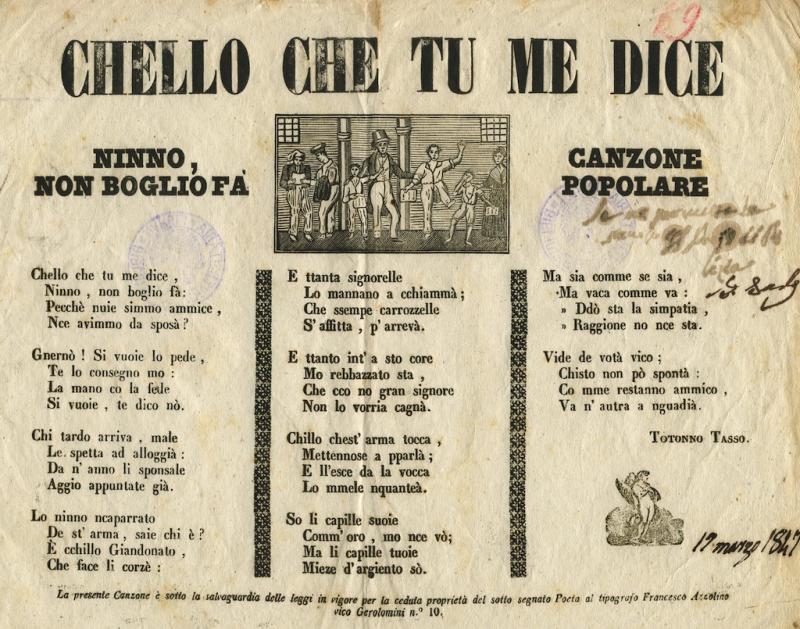 69
CHELLO CHE TU ME DICE
NINNO,
NON BOGLIO FA
CANZONE
POPOLARE
Chello che tu me dice ,
Ninno , non boglio fà:
Pecchè nuie simmo ammice ,
Nce avimmo da sposà ?
Gnernò ! Si vuoie lo pede ,
Te lo consegno mo :
La mano co la fede
Si vuoie , te dico nò.
Chi tardo arriva , male
Le spetta ad alloggià :
Da n' anno li sponsale
Aggio appuntate già.
Lo ninno ncaparrato
De st' arma , saie chi è ?
È cchillo Giandonato ,
Che face li corzè :
E ttanta signorelle
Lo mannano a cchiammà ;
Che ssempe carrozzelle
S' affitta , p' arrevà.
E ttanto int' a sto core
Mo rebbazzato sta ,
Che cco no gran signore
Non lo vorria cagnà.
Chillo chest' arma tocca ,
Mettennose a pparlà ;
E ll'esce da la vocca
Lo mmele nquanteà.
So li capille suoie
Comm' oro , mo nce vò;
Ma li capille tuoie
Mieze d'argiento sò.
Ma sia comme se sia ,
Ma vaca comme va :
» Ddò sta la simpatia ,
» Raggione no nce sta.
Vide de votà vico ;
Chisto non pò spontà :
Co mme restanno ammico ,
Va n' autra a nguadià.
TOTONNO TASSO.
17 marzo 1847
La presente Canzone è sotto la salvaguardia delle leggi in vigore per la ceduta proprietà del sotto segnato Poeta al tipografo Francesco Azzolino
vico Gerolomini n.° 10.